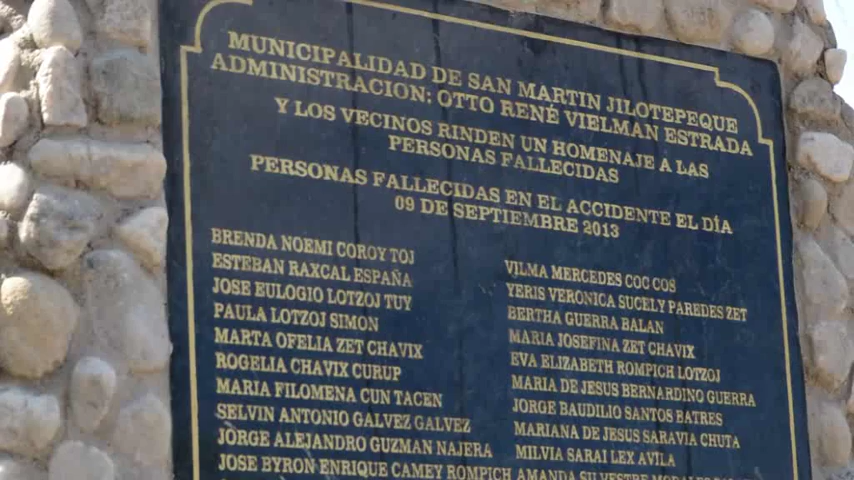 MUNICIPALIDAD DE SAN MARTIN JILOTEPEQUE
ADMINISTRACION: OTTO RENÉ VIELMAN ESTRADA
Y LOS VECINOS RINDEN UN HOMENAJE A LAS
PERSONAS FALLECIDAS
PERSONAS FALLECIDAS EN EL ACCIDENTE EL DÍA
09 DE SEPTIEMBRE 2013
BRENDA NOEMI COROY TOJ
ESTEBAN RAXCAL ESPAÑA
JOSE EULOGIO LOTZOJ TUY
PAULA LOTZOJ SIMON
MARTA OFELIA ZET CHAVIX
ROGELIA CHAVIX CURUP
MARIA FILOMENA CUN TACEN
SELVIN ANTONIO GALVEZ GALVEZ
JORGE ALEJANDRO GUZMAN NAJERA
JOSE BYRON ENRIQUE CAMEY ROMPICH
VILMA MERCEDES COC COS
YERIS VERONICA SUCELY PAREDES ZET
BERTHA GUERRA BALAN
MARIA JOSEFINA ZET CHAVIX
EVA ELIZABETH ROMPICH LOTZOJ
MARIA DE JESUS BERNARDINO GUERRA
JORGE BAUDILIO SANTOS BATRES
MARIANA DE JESUS SARAVIA CHUTA
MILVIA SARAI LEX AVILA
AMANDA SILVESTRE